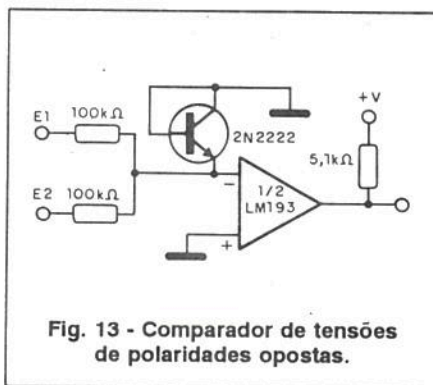 E1
100kΩ
2N2222
+V
5,1kΩ
E2
100kΩ
-
1/2
LM193
+
Fig. 13 - Comparador de tensões
de polaridades opostas.